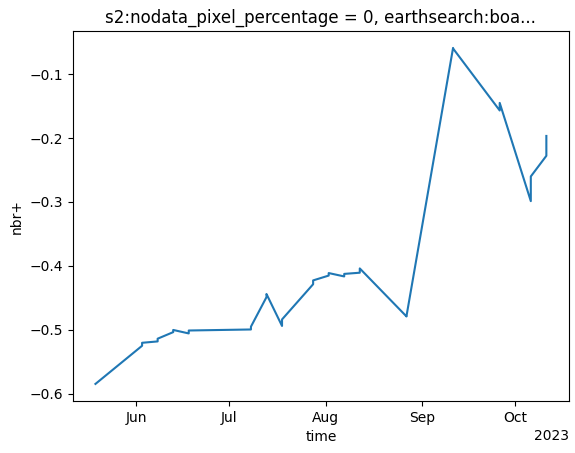 s2:nodata_pixel_percentage = 0, earthsearch:boa...
−0.1
−0.2
−0.3
−0.4
−0.5
−0.6
nbr+
Jun Jul Aug Sep Oct
time
2023